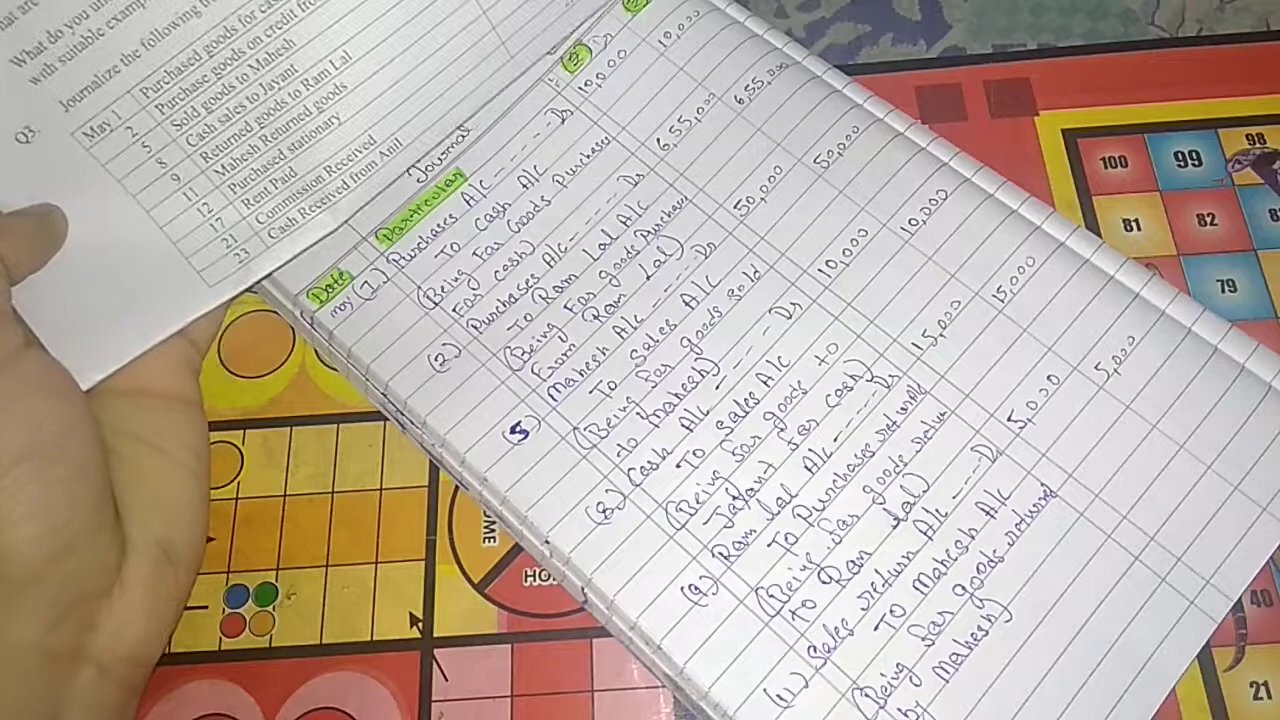 What do you
with suitable examp
Q3. Journalize the following
May 1 Purchased goods for cas
2 Purchase goods on credit fro
5 Sold goods to Mahesh
8 Cash sales to Jayant
9 Returned goods to Ram Lal
11 Mahesh Returned goods
12 Purchased stationary
17 Rent Paid
21 Commission Received
23 Cash Received from Anil
Journal
Date Particular
may (1) Purchases A/c ---- Dr 10,000
To Cash A/c 10,000
(Being For Goods Purchases
For cash)
(2) Purchases A/c ---- Dr 6,55,000
To Ram Lal A/c 6,55,000
(Being For goods Purchases
From Ram Lal)
(5) Mahesh A/c ---- Dr 50,000
To Sales A/c 50,000
(Being for goods sold
to Mahesh)
(8) Cash A/c ---- Dr 10,000
To Sales A/c 10,000
(Being for goods to
Jayant for cash)
(9) Ram Lal A/c ---- Dr 15,000
To Purchases return A/c 15,000
(Being for goods return
to Ram Lal)
(11) Sales return A/c ---- D 5,000
To Mahesh A/c 5,000
(Being for goods returned
by Mahesh)
100 99 98
81 82
79
40
21
HOME
HO